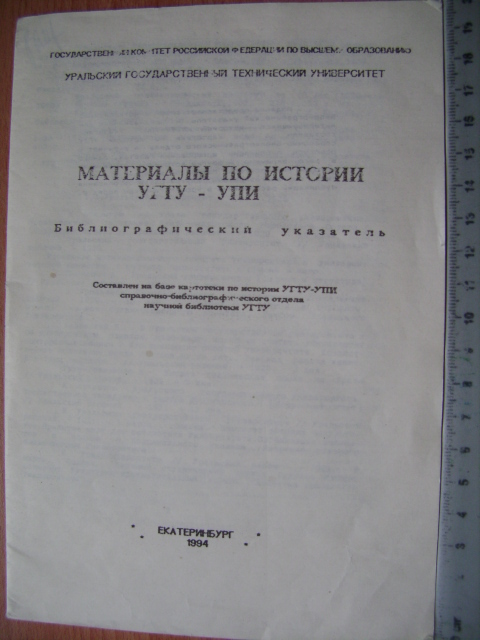 ГОСУДАРСТВЕННЫЙ КОМИТЕТ РОССИЙСКОЙ ФЕДЕРАЦИИ ПО ВЫСШЕМУ ОБРАЗОВАНИЮ
УРАЛЬСКИЙ ГОСУДАРСТВЕННЫЙ ТЕХНИЧЕСКИЙ УНИВЕРСИТЕТ
МАТЕРИАЛЫ ПО ИСТОРИИ
УГТУ - УПИ
Библиографический указатель
Составлен на базе картотеки по истории УГТУ-УПИ
справочно-библиографического отдела
научной библиотеки УГТУ
ЕКАТЕРИНБУРГ
1994